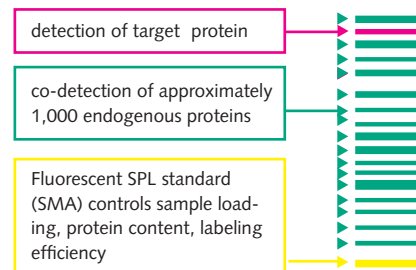 detection of target protein
co-detection of approximately
1,000 endogenous proteins
Fluorescent SPL standard
(SMA) controls sample load-
ing, protein content, labeling
efficiency